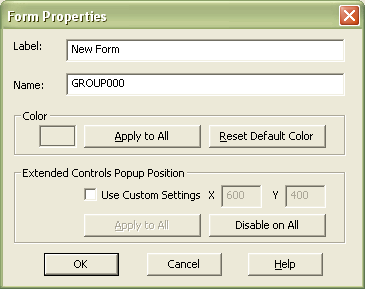 Form Properties
Label: New Form
Name: GROUP000
Color
Apply to All Reset Default Color
Extended Controls Popup Position
Use Custom Settings X 600 Y 400
Apply to All Disable on All
OK Cancel Help